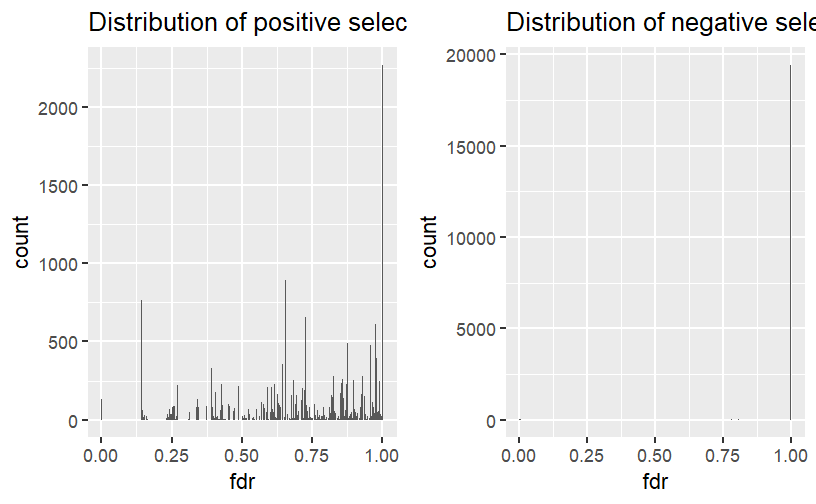 Distribution of positive selec
2000
1500
1000
500
0
count
0.00 0.25 0.50 0.75 1.00
fdr
Distribution of negative sele
20000
15000
10000
5000
0
count
0.00 0.25 0.50 0.75 1.00
fdr